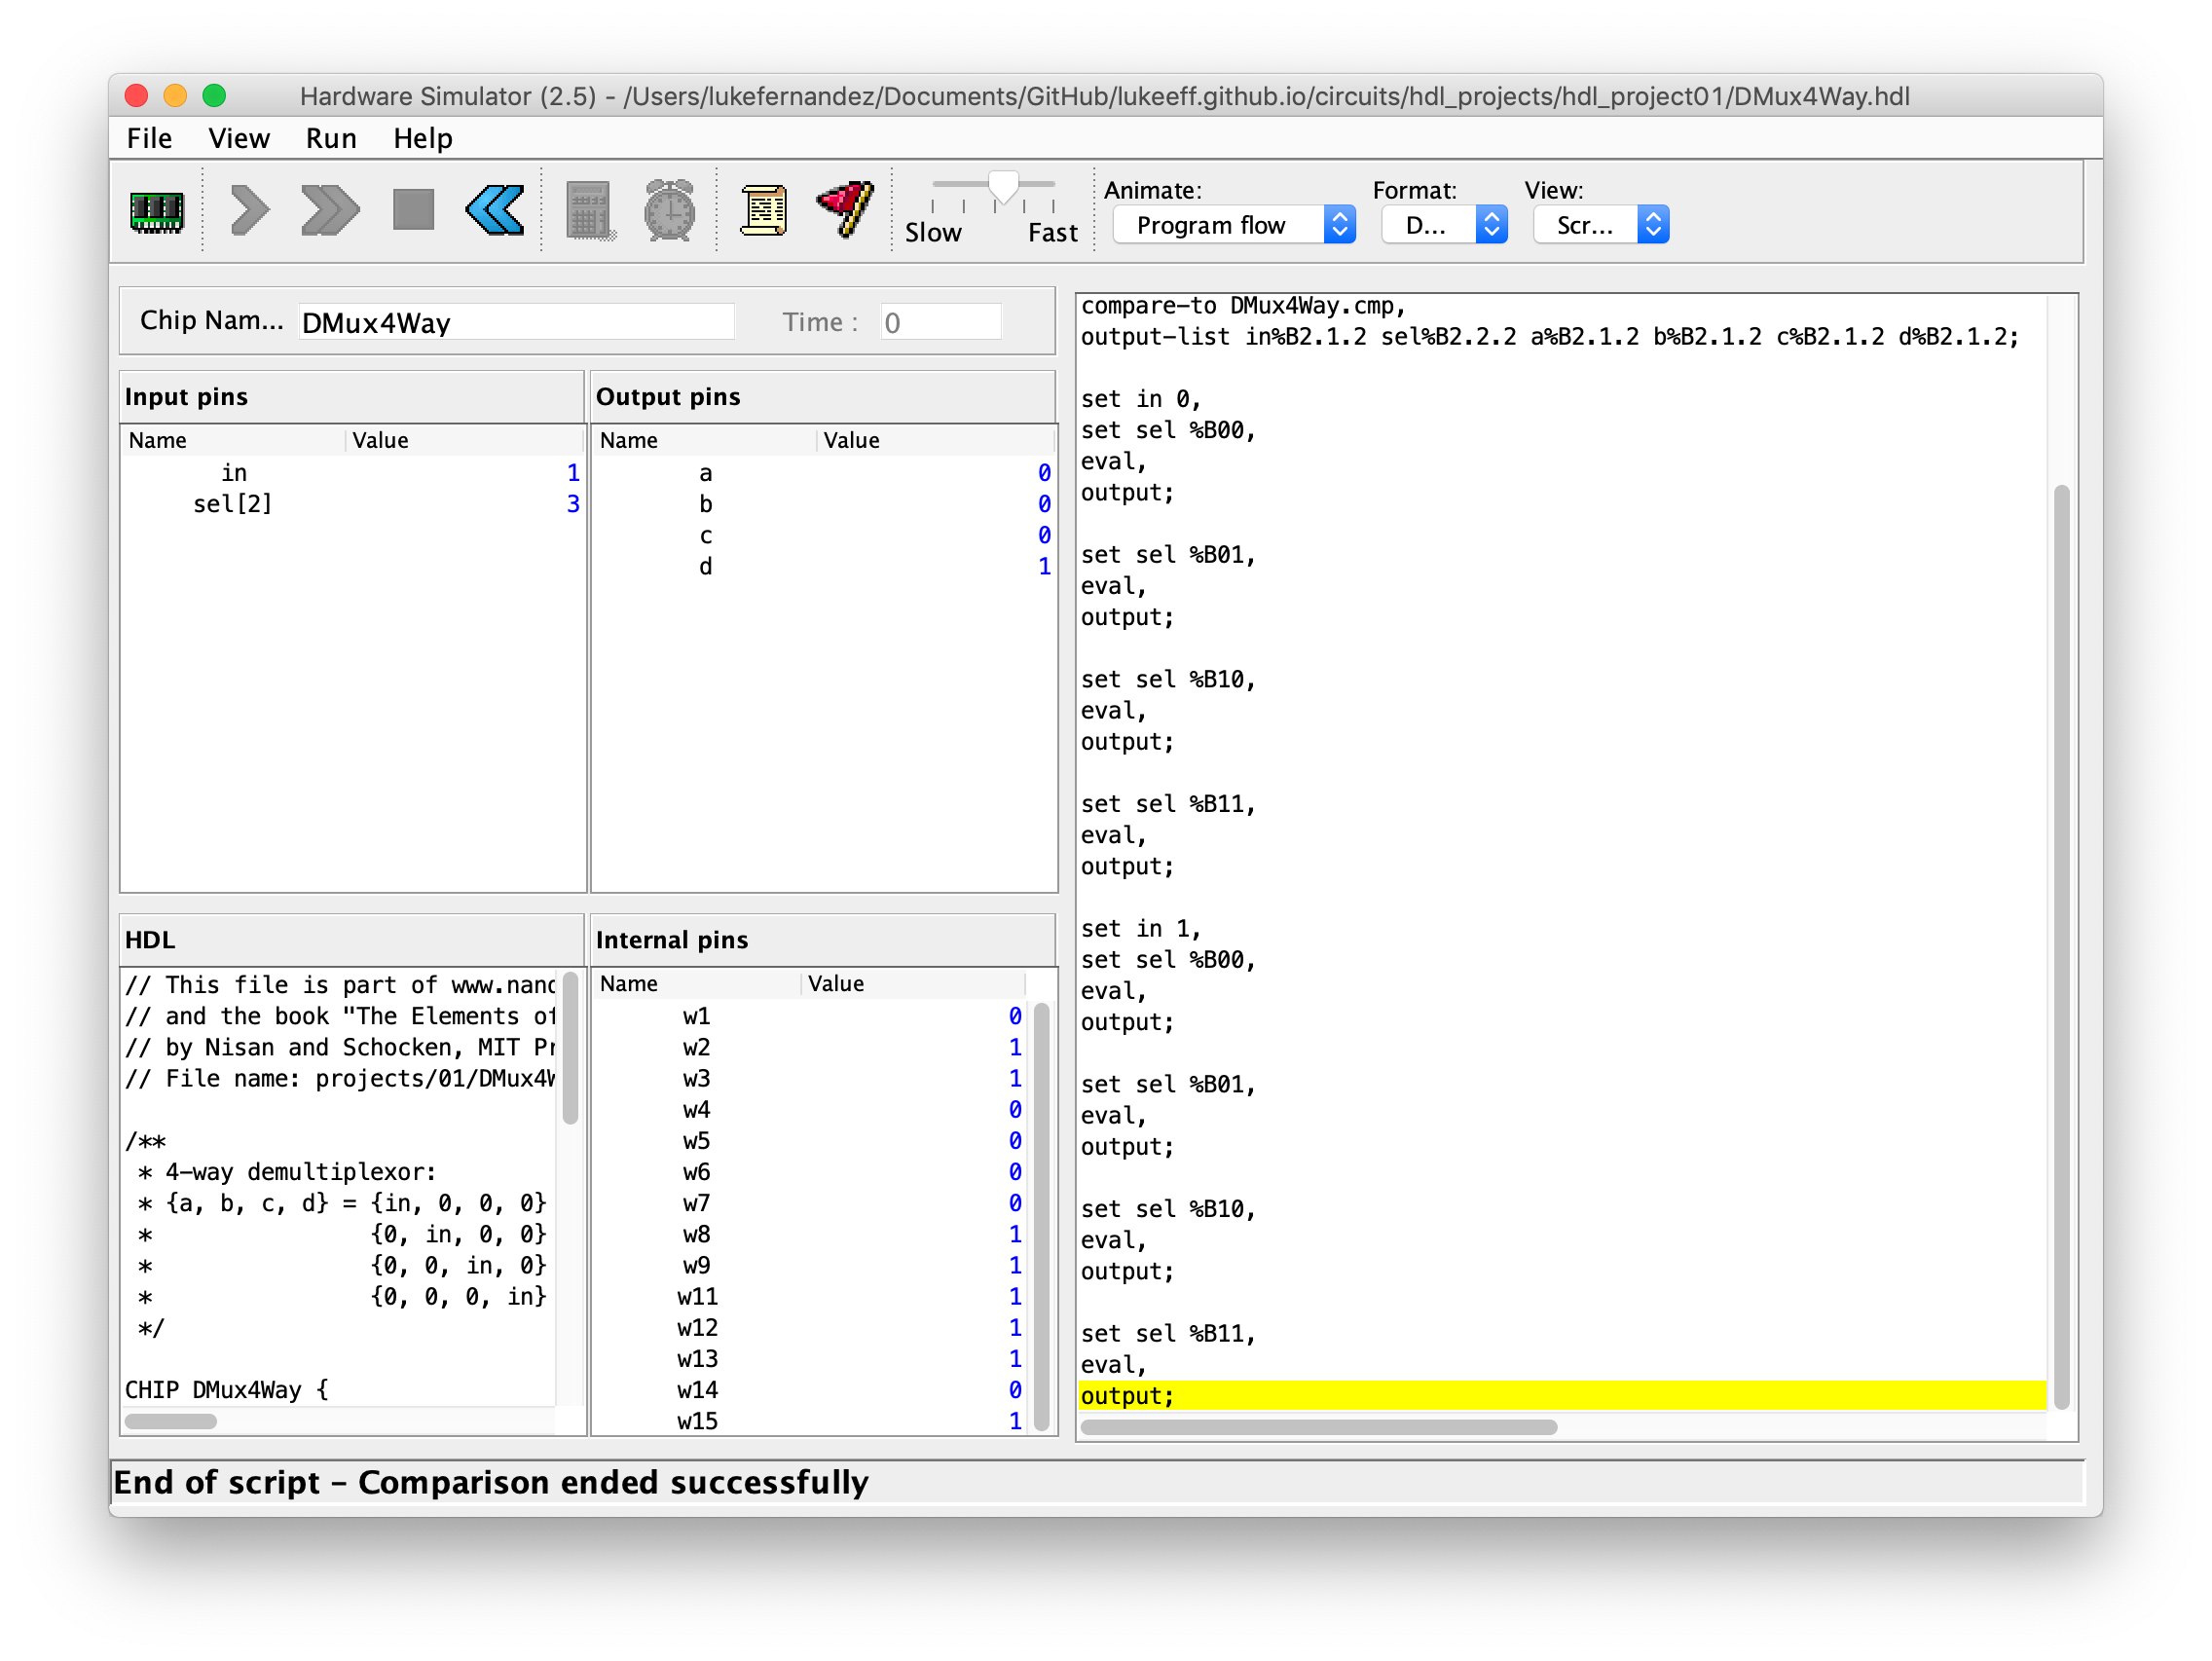 Hardware Simulator (2.5) - /Users/lukefernandez/Documents/GitHub/lukeeff.github.io/circuits/hdl_projects/hdl_project01/DMux4Way.hdl
File View Run Help
Slow Fast
Animate: Format: View:
Program flow D... Scr...
Chip Nam... DMux4Way Time : 0
Input pins
Name Value
in 1
sel[2] 3
Output pins
Name Value
a 0
b 0
c 0
d 1
HDL
// This file is part of www.nanc
// and the book "The Elements of
// by Nisan and Schocken, MIT Pr
// File name: projects/01/DMux4W
/**
* 4-way demultiplexor:
* {a, b, c, d} = {in, 0, 0, 0}
* {0, in, 0, 0}
* {0, 0, in, 0}
* {0, 0, 0, in}
*/
CHIP DMux4Way {
Internal pins
Name Value
w1 0
w2 1
w3 1
w4 0
w5 0
w6 0
w7 0
w8 1
w9 1
w11 1
w12 1
w13 1
w14 0
w15 1
compare-to DMux4Way.cmp,
output-list in%B2.1.2 sel%B2.2.2 a%B2.1.2 b%B2.1.2 c%B2.1.2 d%B2.1.2;
set in 0,
set sel %B00,
eval,
output;
set sel %B01,
eval,
output;
set sel %B10,
eval,
output;
set sel %B11,
eval,
output;
set in 1,
set sel %B00,
eval,
output;
set sel %B01,
eval,
output;
set sel %B10,
eval,
output;
set sel %B11,
eval,
output;
End of script - Comparison ended successfully